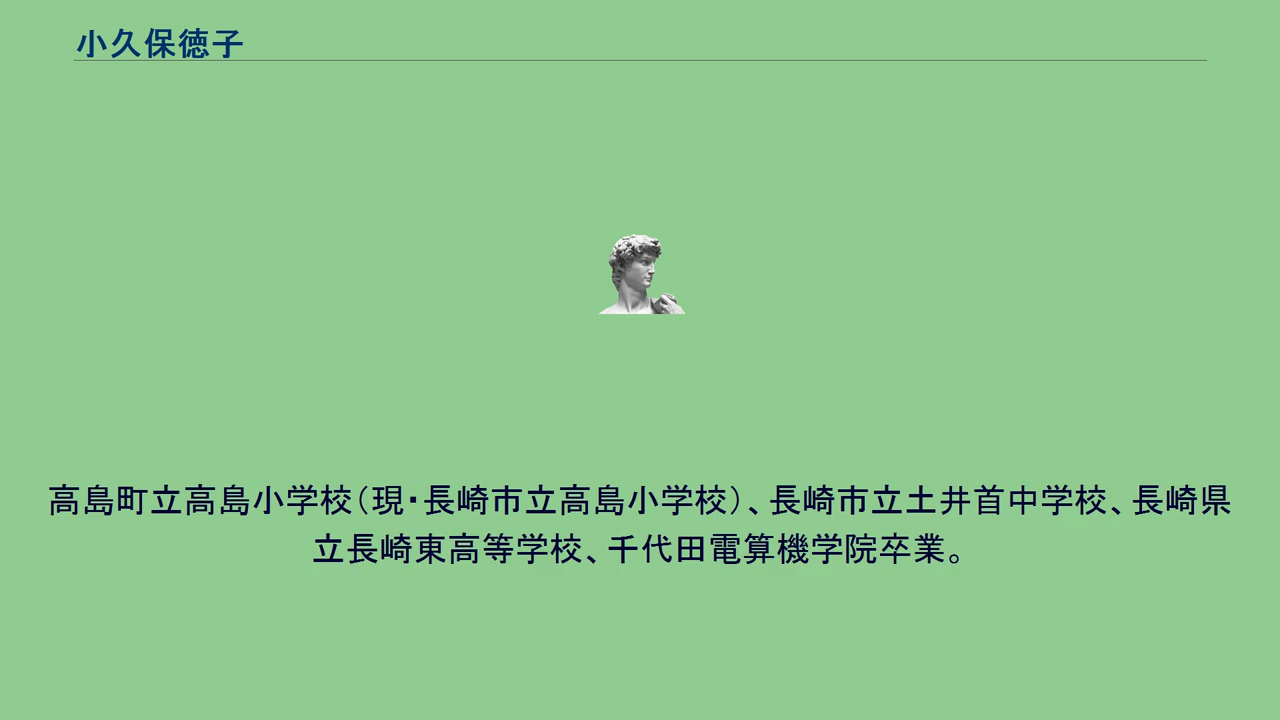 小久保徳子
高島町立高島小学校（現・長崎市立高島小学校）、長崎市立土井首中学校、長崎県
立長崎東高等学校、千代田電算機学院卒業。